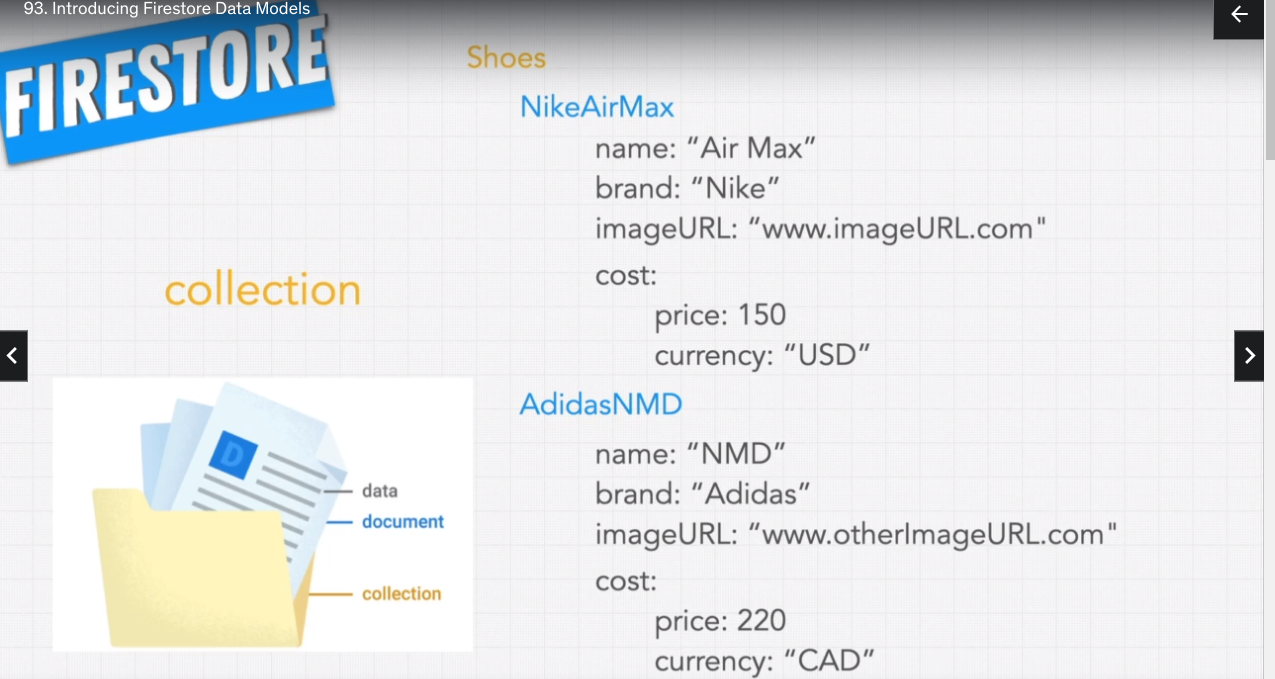 93. Introducing Firestore Data Models
FIRESTORE
Shoes
NikeAirMax
name: “Air Max”
brand: “Nike”
imageURL: “www.imageURL.com"
cost:
price: 150
currency: “USD”
collection
AdidasNMD
name: “NMD”
brand: “Adidas”
imageURL: “www.otherImageURL.com"
cost:
price: 220
currency: “CAD”
D
data
document
collection